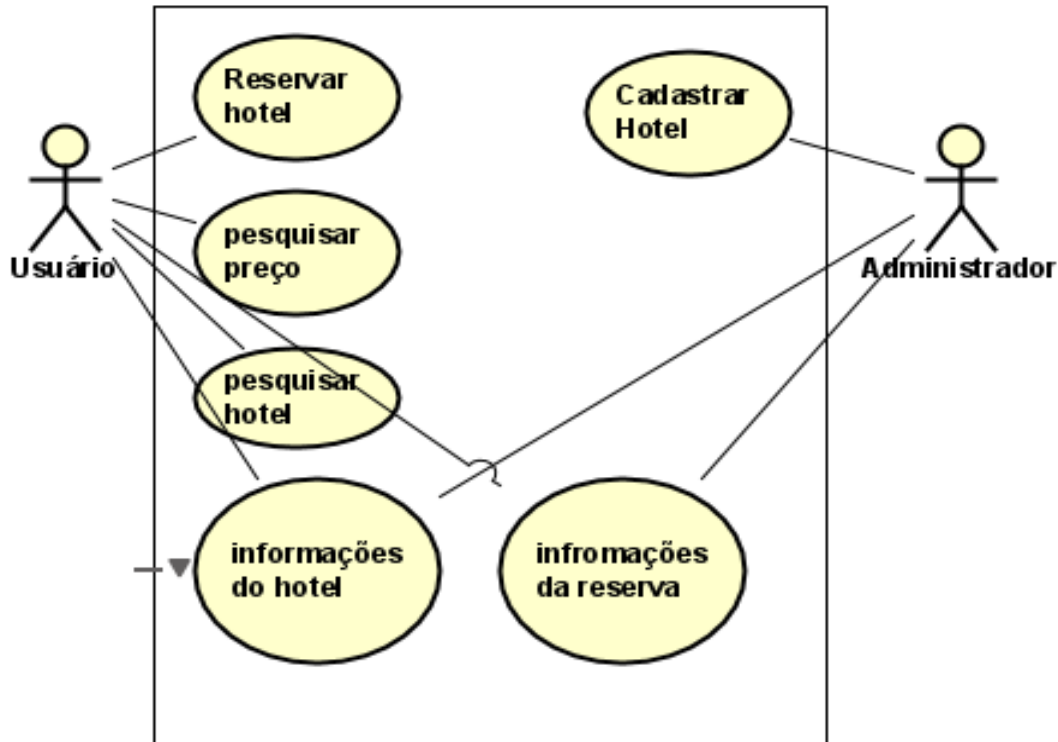 Reservar
hotel
Cadastrar
Hotel
pesquisar
preço
Usuário
Administrador
pesquisar
hotel
informações
do hotel
infromações
da reserva